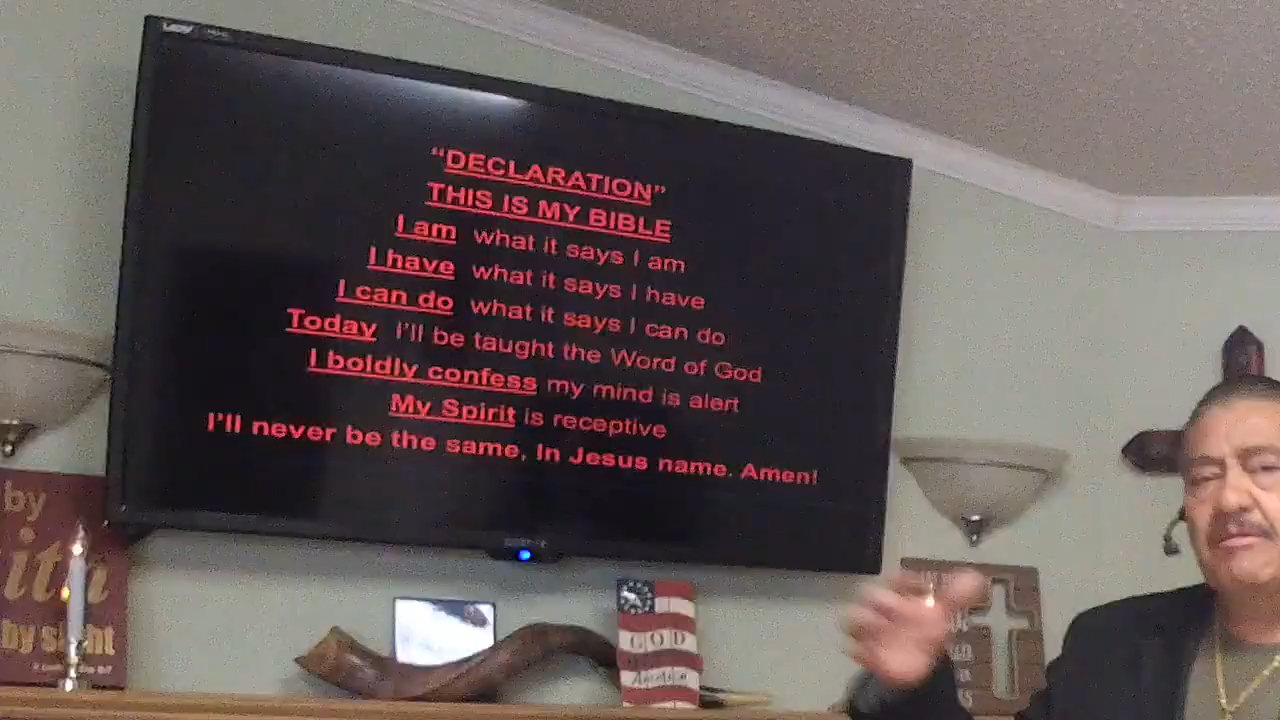 “DECLARATION”
THIS IS MY BIBLE
I am what it says I am
I have what it says I have
I can do what it says I can do
Today I'll be taught the Word of God
I boldly confess my mind is alert
My Spirit is receptive
I'll never be the same, In Jesus name. Amen!
by
by sight
GOD
America